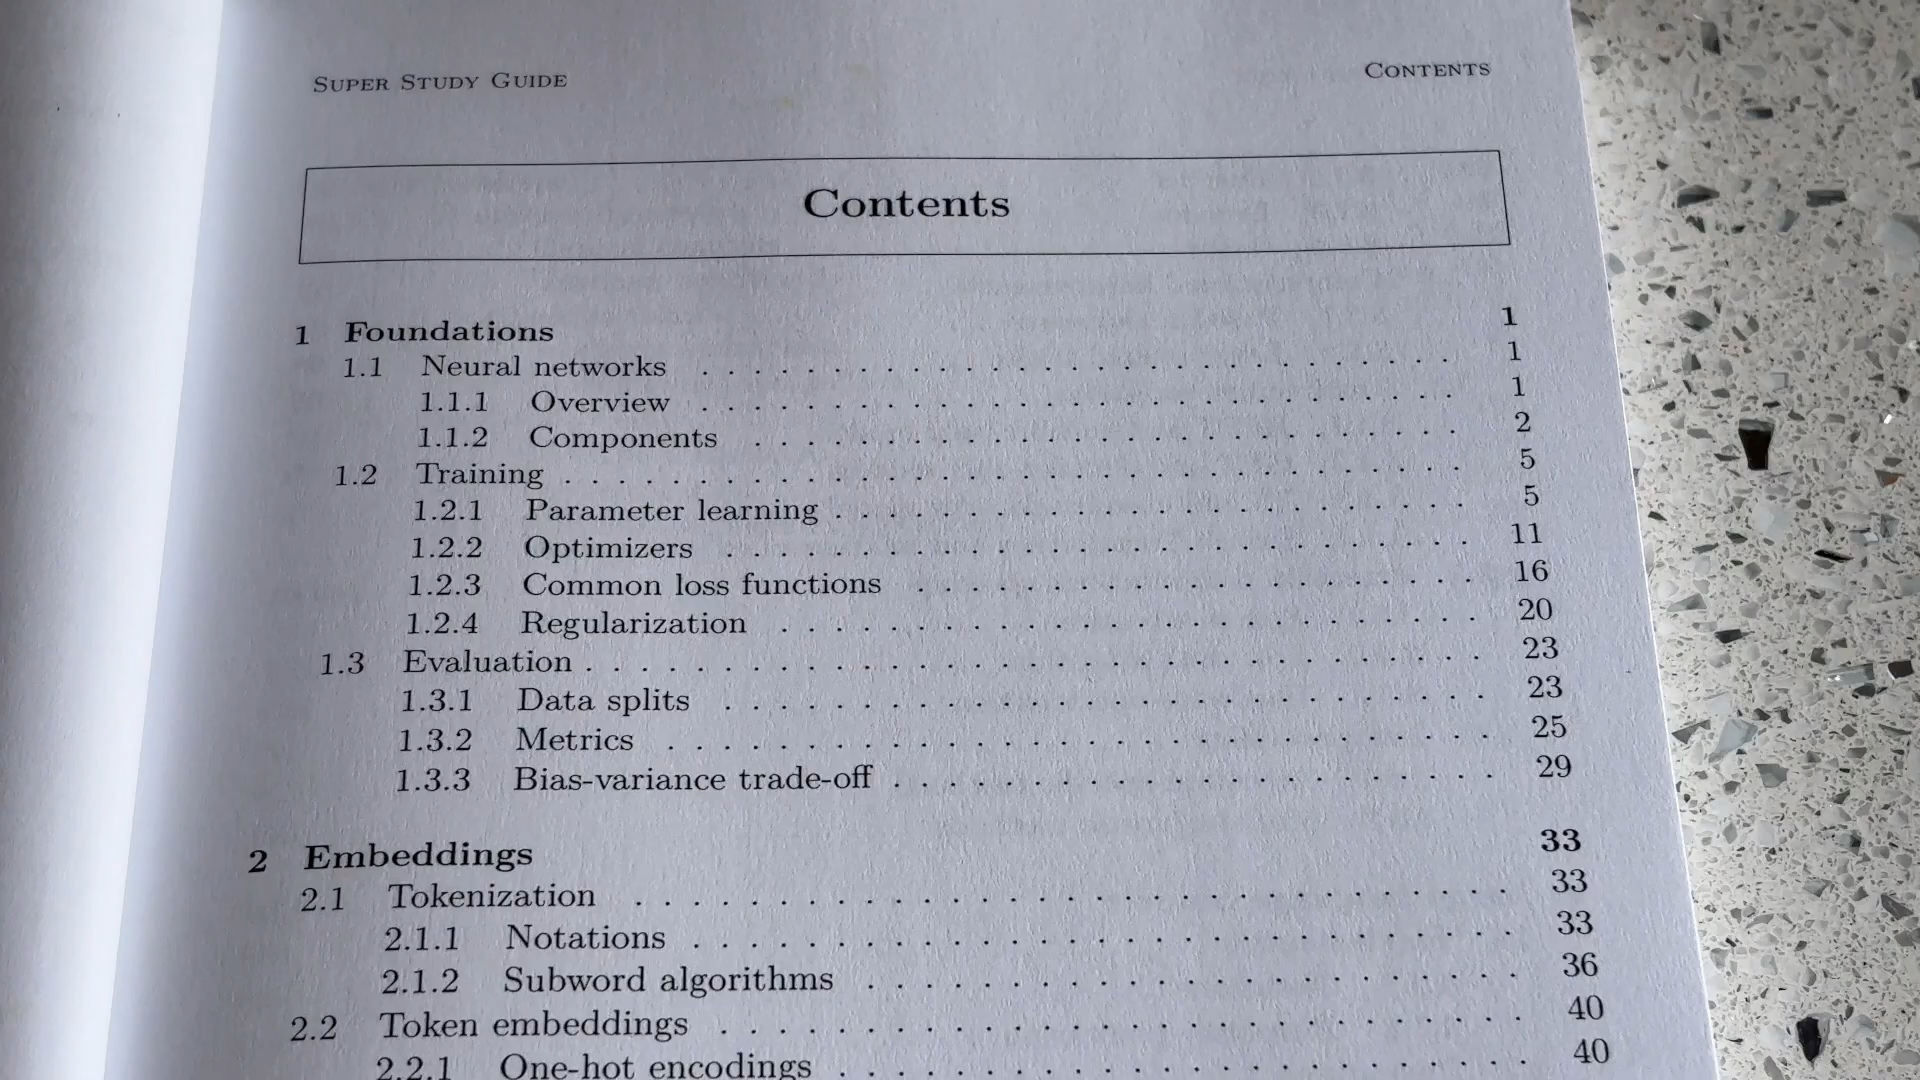 SUPER STUDY GUIDE CONTENTS
Contents
1 Foundations 1
1.1 Neural networks . . . . . . . . . . . . . . . . . . . . . . . . . 1
1.1.1 Overview . . . . . . . . . . . . . . . . . . . . . . . . . 1
1.1.2 Components . . . . . . . . . . . . . . . . . . . . . . . 2
1.2 Training . . . . . . . . . . . . . . . . . . . . . . . . . . . . . 5
1.2.1 Parameter learning . . . . . . . . . . . . . . . . . . . . 5
1.2.2 Optimizers . . . . . . . . . . . . . . . . . . . . . . . . 11
1.2.3 Common loss functions . . . . . . . . . . . . . . . . . 16
1.2.4 Regularization . . . . . . . . . . . . . . . . . . . . . . 20
1.3 Evaluation . . . . . . . . . . . . . . . . . . . . . . . . . . . . 23
1.3.1 Data splits . . . . . . . . . . . . . . . . . . . . . . . . 23
1.3.2 Metrics . . . . . . . . . . . . . . . . . . . . . . . . . . 25
1.3.3 Bias-variance trade-off . . . . . . . . . . . . . . . . . . 29
2 Embeddings 33
2.1 Tokenization . . . . . . . . . . . . . . . . . . . . . . . . . . 33
2.1.1 Notations . . . . . . . . . . . . . . . . . . . . . . . . . 33
2.1.2 Subword algorithms . . . . . . . . . . . . . . . . . . . 36
2.2 Token embeddings . . . . . . . . . . . . . . . . . . . . . . . 40
2.2.1 One-hot encodings . . . . . . . . . . . . . . . . . . . . 40